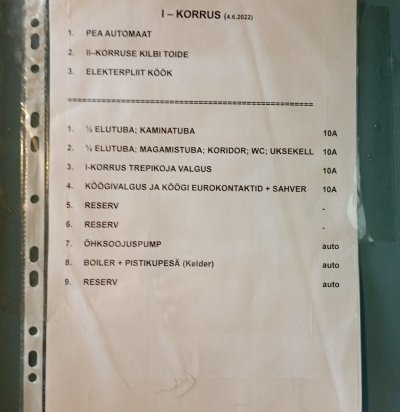 I – KORRUS (4.6.2022)
1. PEA AUTOMAAT
2. II–KORRUSE KILBI TOIDE
3. ELEKTERPLIIT KÖÖK
==================================================
1. ½ ELUTUBA; KAMINATUBA 10A
2. ½ ELUTUBA; MAGAMISTUBA; KORIDOR; WC; UKSEKELL 10A
3. I-KORRUS TREPIKOJA VALGUS 10A
4. KÖÖGIVALGUS JA KÖÖGI EUROKONTAKTID + SAHVER 10A
5. RESERV -
6. RESERV -
7. ÕHKSOOJUSPUMP auto
8. BOILER + PISTIKUPESÄ (Kelder) auto
9. RESERV auto